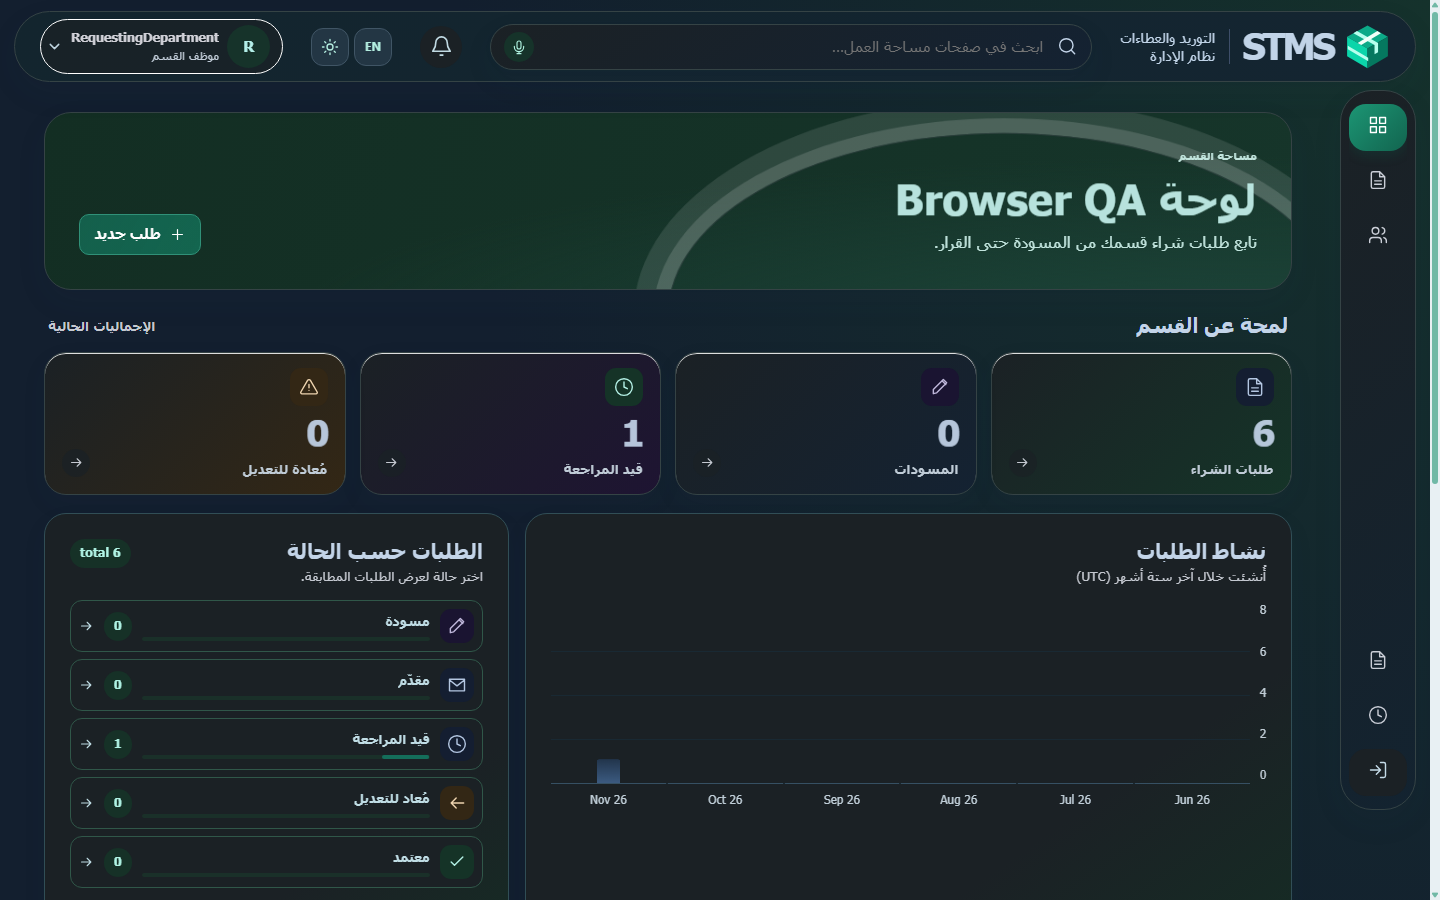 STMS
التوريد والعطاءات
نظام الإدارة
ابحث في صفحات مساحة العمل...
EN
R
RequestingDepartment
موظف القسم
مساحة القسم
لوحة Browser QA
تابع طلبات شراء قسمك من المسودة حتى القرار.
طلب جديد
لمحة عن القسم
الإجماليات الحالية
6
طلبات الشراء
0
المسودات
1
قيد المراجعة
0
مُعادة للتعديل
نشاط الطلبات
أُنشئت خلال آخر ستة أشهر (UTC)
8
6
4
2
0
Jun 26
Jul 26
Aug 26
Sep 26
Oct 26
Nov 26
الطلبات حسب الحالة
total 6
اختر حالة لعرض الطلبات المطابقة.
مسودة
0
مقدّم
0
قيد المراجعة
1
مُعاد للتعديل
0
معتمد
0